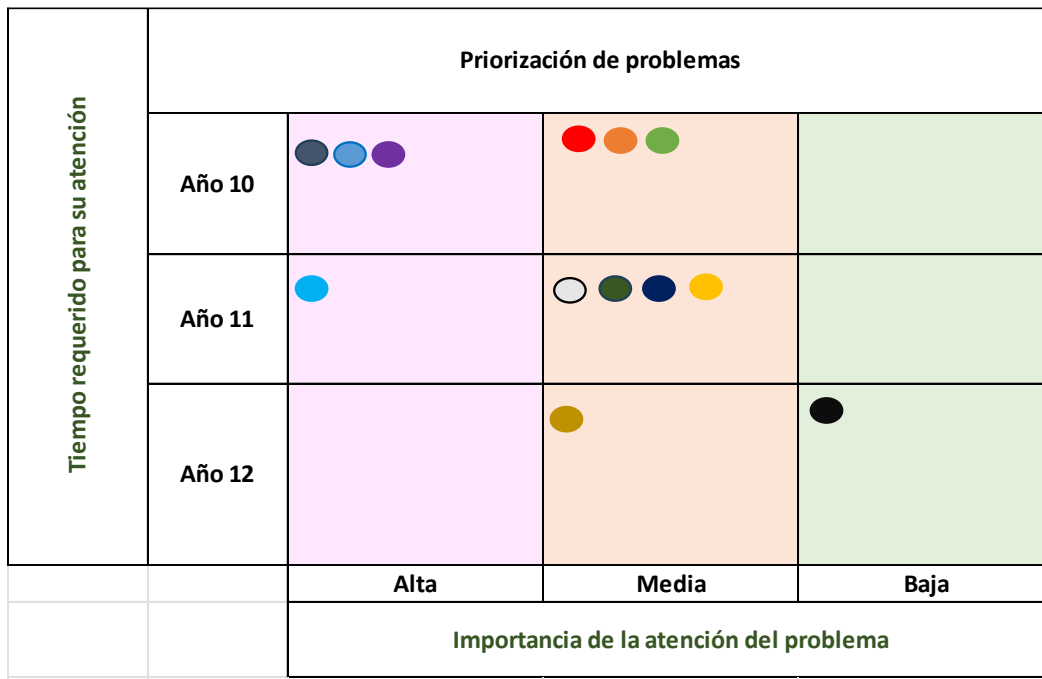 Priorización de problemas
Tiempo requerido para su atención
Año 10
Año 11
Año 12
Alta
Media
Baja
Importancia de la atención del problema